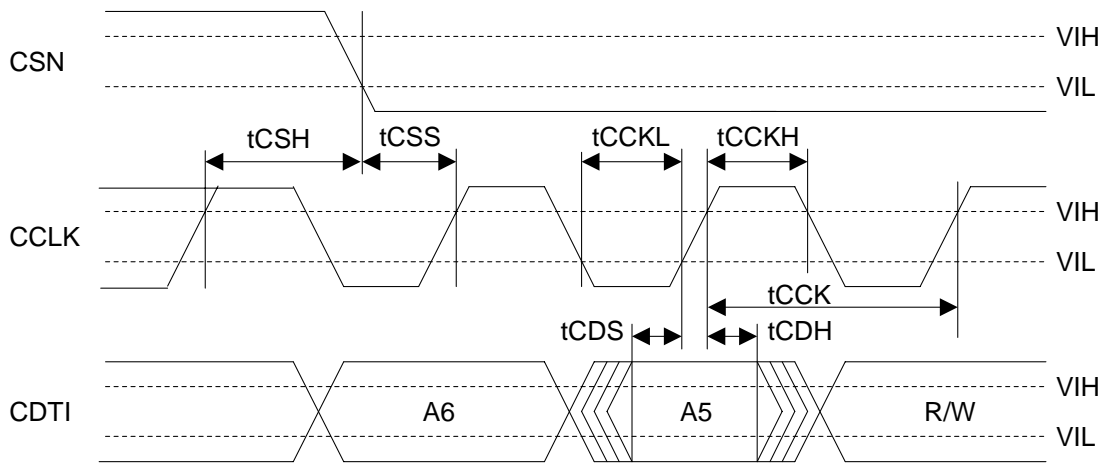 VIH
CSN
VIL
tCSH tCSS tCCKL tCCKH
VIH
CCLK
VIL
tCCK
tCDS tCDH
VIH
CDTI A6 A5 R/W
VIL